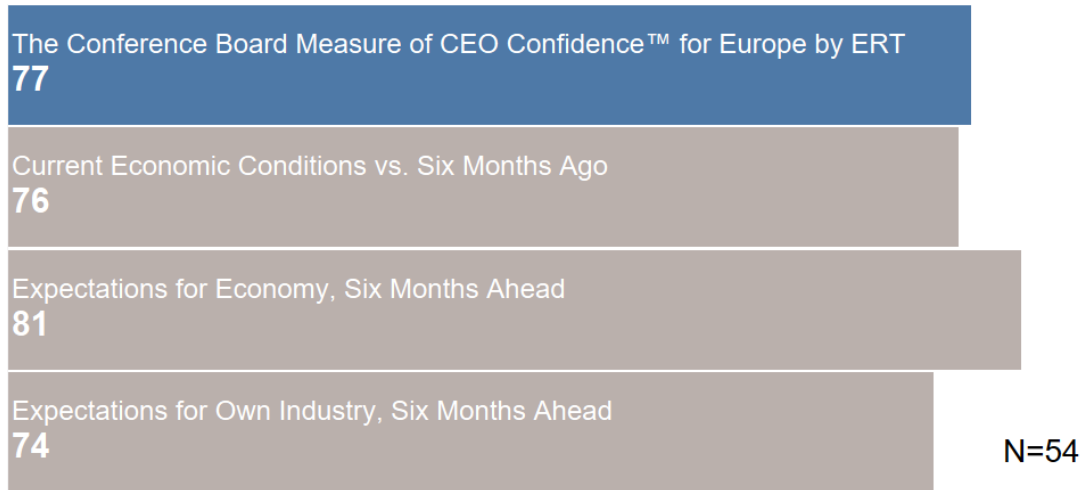 The Conference Board Measure of CEO Confidence™ for Europe by ERT
77
Current Economic Conditions vs. Six Months Ago
76
Expectations for Economy, Six Months Ahead
81
Expectations for Own Industry, Six Months Ahead
74
N=54